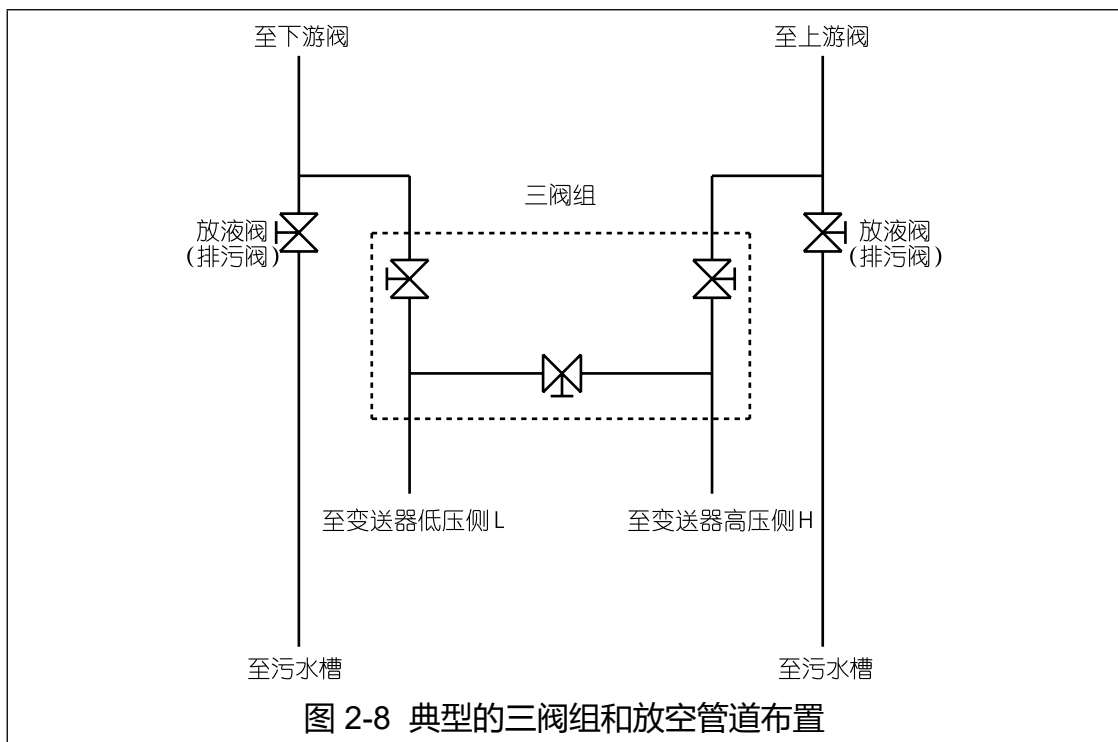 至下游阀
至上游阀
三阀组
放液阀
(排污阀)
放液阀
(排污阀)
至变送器低压侧L
至变送器高压侧H
至污水槽
至污水槽
图 2-8 典型的三阀组和放空管道布置